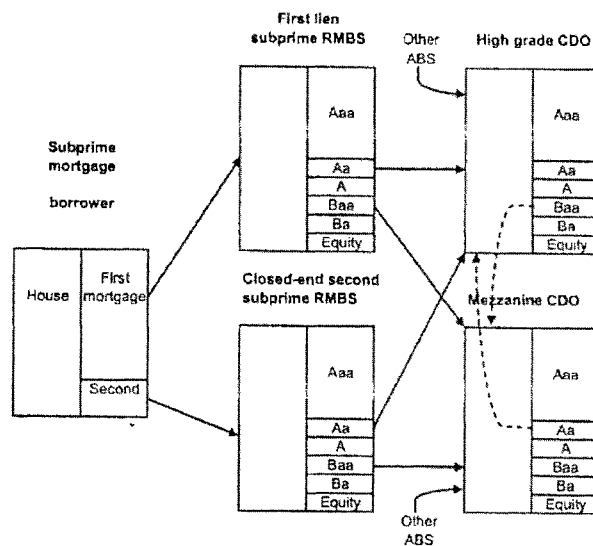 First lien
subprime RMBS
Other
ABS
High grade CDO
Aaa
Aa
A
Baa
Ba
Equity
Aaa
Aa
A
Baa
Ba
Equity
Subprime
mortgage
borrower
House
First
mortgage
Second
Closed-end second
subprime RMBS
Mezzanine CDO
Aaa
Aa
A
Baa
Ba
Equity
Aaa
Aa
A
Baa
Ba
Equity
Other
ABS